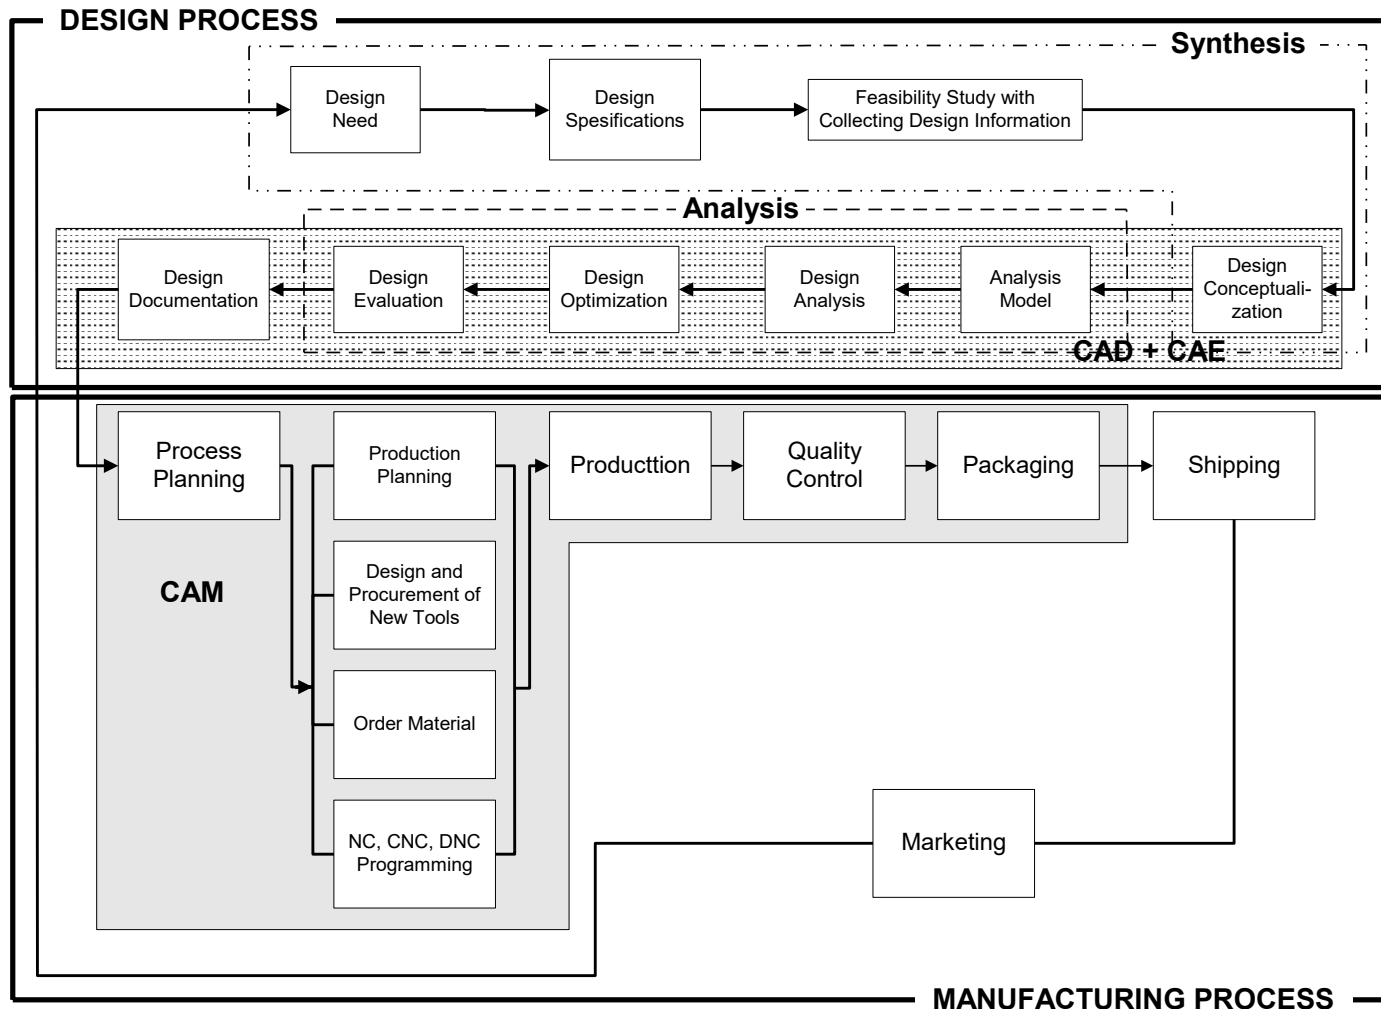 DESIGN PROCESS
Synthesis
Design
Need
Design
Spesifications
Feasibility Study with
Collecting Design Information
Analysis
Design
Documentation
Design
Evaluation
Design
Optimization
Design
Analysis
Analysis
Model
Design
Conceptuali-
zation
CAD + CAE
Process
Planning
Production
Planning
Producttion
Quality
Control
Packaging
Shipping
Design and
Procurement of
New Tools
CAM
Order Material
NC, CNC, DNC
Programming
Marketing
MANUFACTURING PROCESS